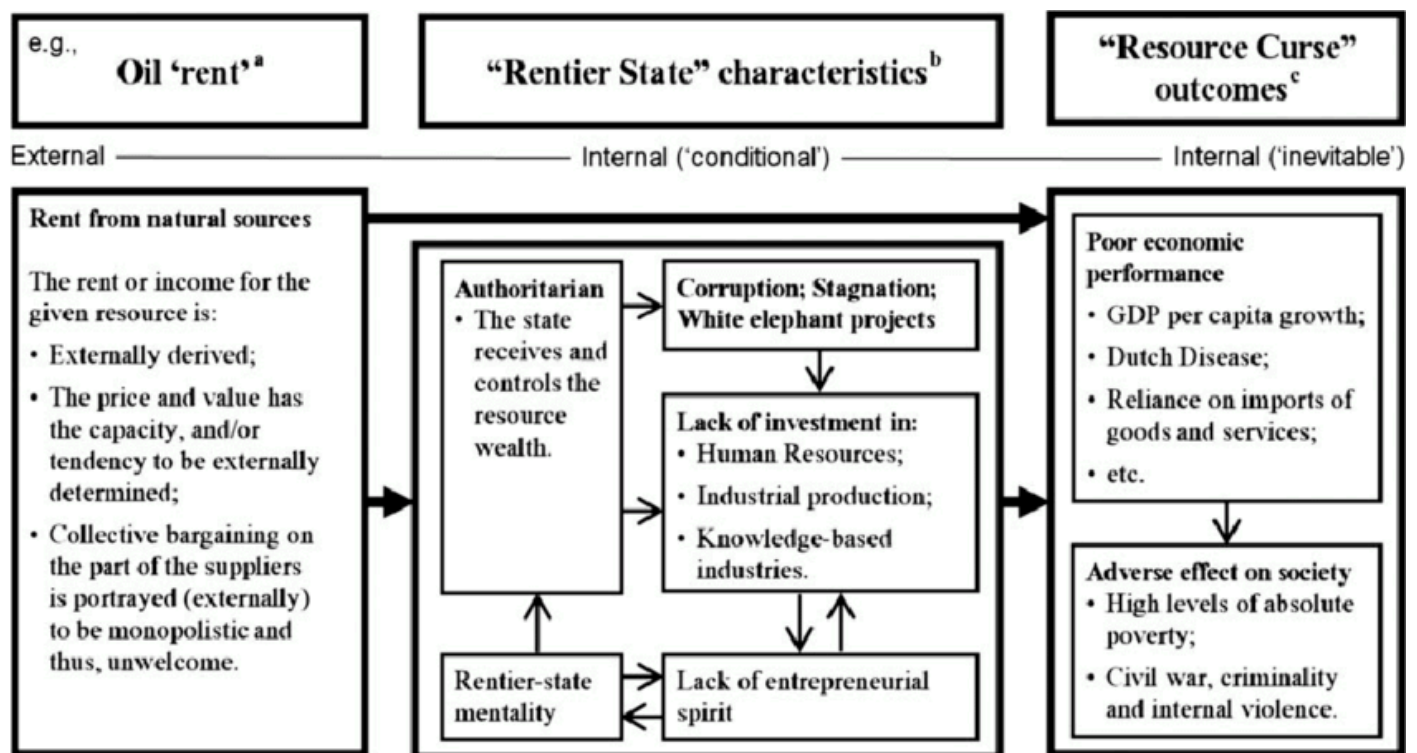 e.g.,
Oil ‘rent’ᵃ
“Rentier State” characteristicsᵇ
“Resource Curse”
outcomesᶜ
External
Internal (‘conditional’)
Internal (‘inevitable’)
Rent from natural sources
The rent or income for the
given resource is:
• Externally derived;
• The price and value has
the capacity, and/or
tendency to be externally
determined;
• Collective bargaining on
the part of the suppliers
is portrayed (externally)
to be monopolistic and
thus, unwelcome.
Authoritarian
• The state
receives and
controls the
resource
wealth.
Corruption; Stagnation;
White elephant projects
Lack of investment in:
• Human Resources;
• Industrial production;
• Knowledge-based
industries.
Rentier-state
mentality
Lack of entrepreneurial
spirit
Poor economic
performance
• GDP per capita growth;
• Dutch Disease;
• Reliance on imports of
goods and services;
• etc.
Adverse effect on society
• High levels of absolute
poverty;
• Civil war, criminality
and internal violence.